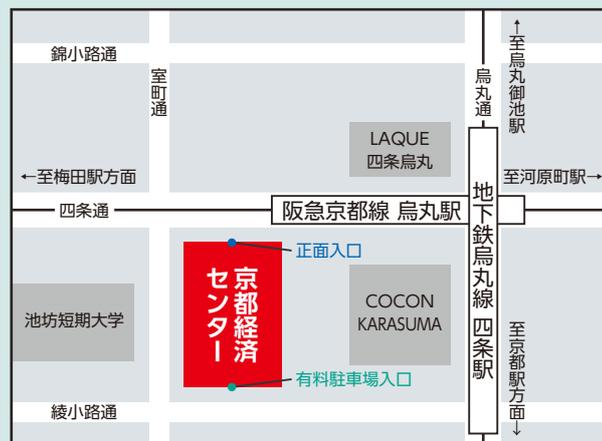 錦小路通
室町通
烏丸通
↑至烏丸御池駅
LAQUE
四条烏丸
←至梅田駅方面
至河原町駅→
四条通
阪急京都線 烏丸駅
地下鉄烏丸線 四条駅
正面入口
京都経済
センター
COCON
KARASUMA
池坊短期大学
有料駐車場入口
至京都駅方面↓
綾小路通